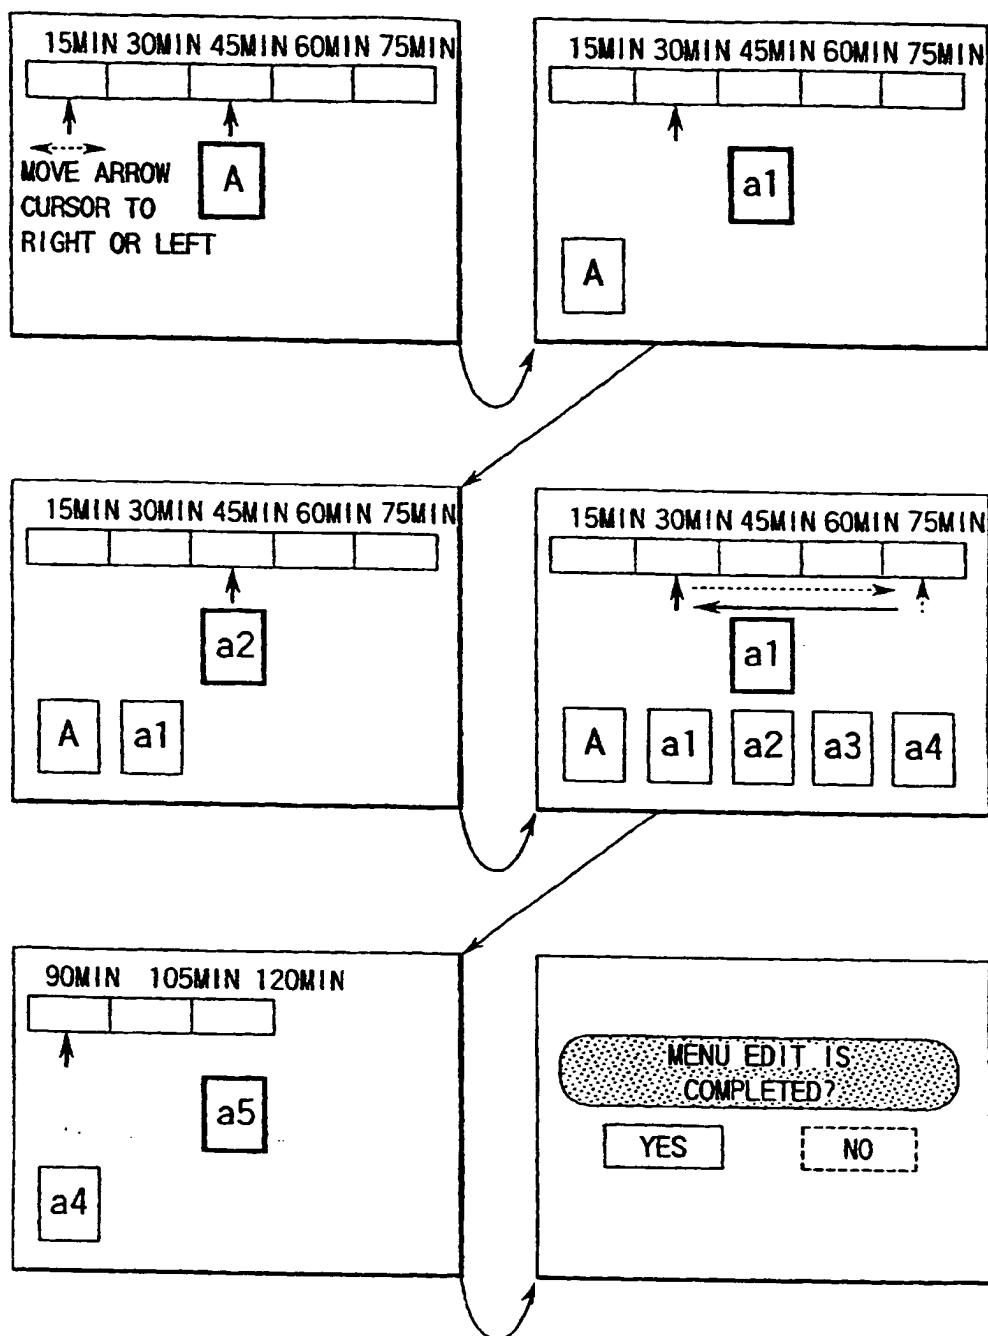 15MIN 30MIN 45MIN 60MIN 75MIN
MOVE ARROW
CURSOR TO
RIGHT OR LEFT
A
15MIN 30MIN 45MIN 60MIN 75MIN
a1
A
15MIN 30MIN 45MIN 60MIN 75MIN
a2
A a1
15MIN 30MIN 45MIN 60MIN 75MIN
a1
A a1 a2 a3 a4
90MIN 105MIN 120MIN
a5
a4
MENU EDIT IS
COMPLETED?
YES NO